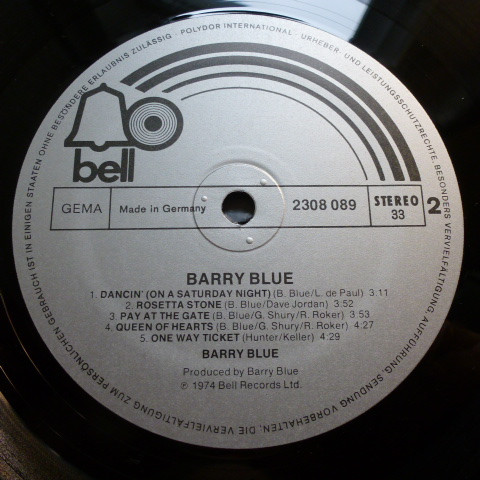 POLYDOR INTERNATIONAL · URHEBER- UND LEISTUNGSSCHUTZRECHTE, BESONDERS VERVIELFÄLTIGUNG, AUFFÜHRUNG, SENDUNG VORBEHALTEN. DIE VERVIELFÄLTIGUNG ZUM PERSÖNLICHEN GEBRAUCH IST IN EINIGEN STAATEN OHNE BESONDERE ERLAUBNIS ZULÄSSIG ·
bell
GEMA Made in Germany 2308 089 STEREO 33 2
BARRY BLUE
1. DANCIN' (ON A SATURDAY NIGHT) (B. Blue/L. de Paul) 3:11
2. ROSETTA STONE (B. Blue/Dave Jordan) 3:52
3. PAY AT THE GATE (B. Blue/G. Shury/R. Roker) 3:53
4. QUEEN OF HEARTS (B. Blue/G. Shury/R. Roker) 4:27
5. ONE WAY TICKET (Hunter/Keller) 4:29
BARRY BLUE
Produced by Barry Blue
℗ 1974 Bell Records Ltd.